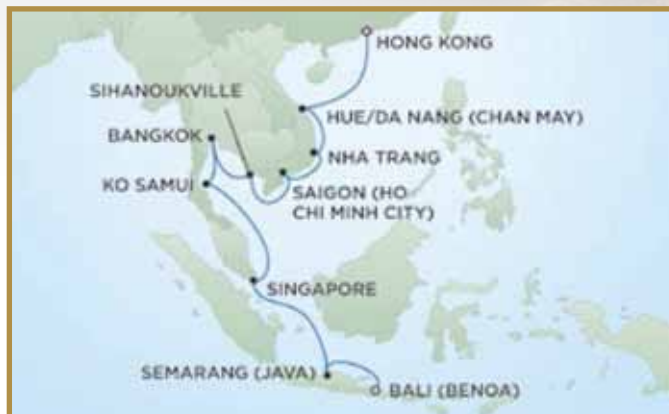 HONG KONG
SIHANOUKVILLE
HUE/DA NANG (CHAN MAY)
BANGKOK
NHA TRANG
KO SAMUI
SAIGON (HO
CHI MINH CITY)
SINGAPORE
SEMARANG (JAVA)
BALI (BENOA)